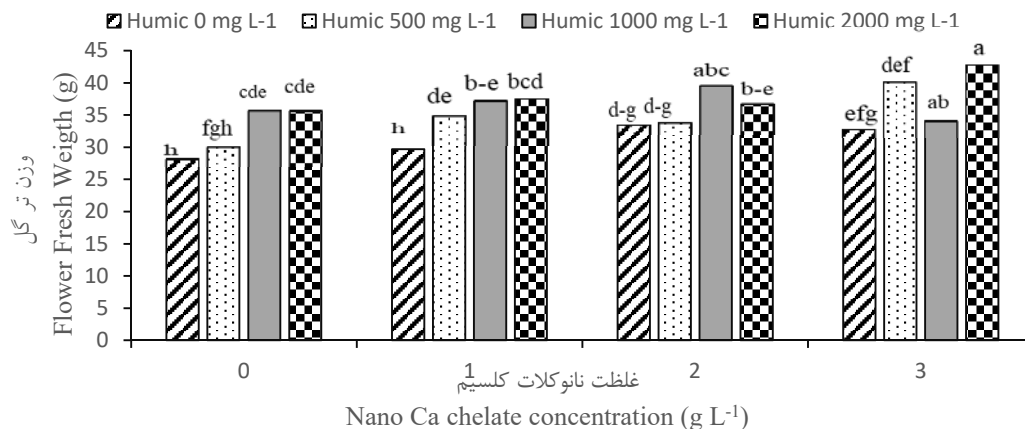 Humic 0 mg L-1 Humic 500 mg L-1 Humic 1000 mg L-1 Humic 2000 mg L-1
45
40
35
30
25
20
15
10
5
0
وزن تر گل
Flower Fresh Weigth (g)
h fgh cde cde
h de b-e bcd
d-g d-g abc b-e
efg def ab a
0 1 2 3
غلظت نانوکلات کلسیم
Nano Ca chelate concentration (g L-1)